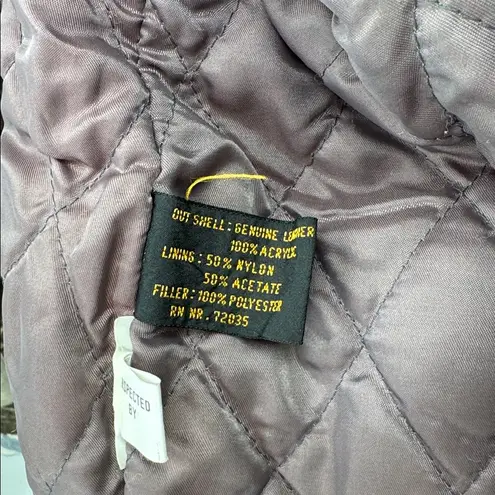 OUT SHELL: GENUINE LEATHER
100% ACRYLIC
LINING: 50% NYLON
50% ACETATE
FILLER: 100% POLYESTER
RN NR. 72035
SPECTED
BY